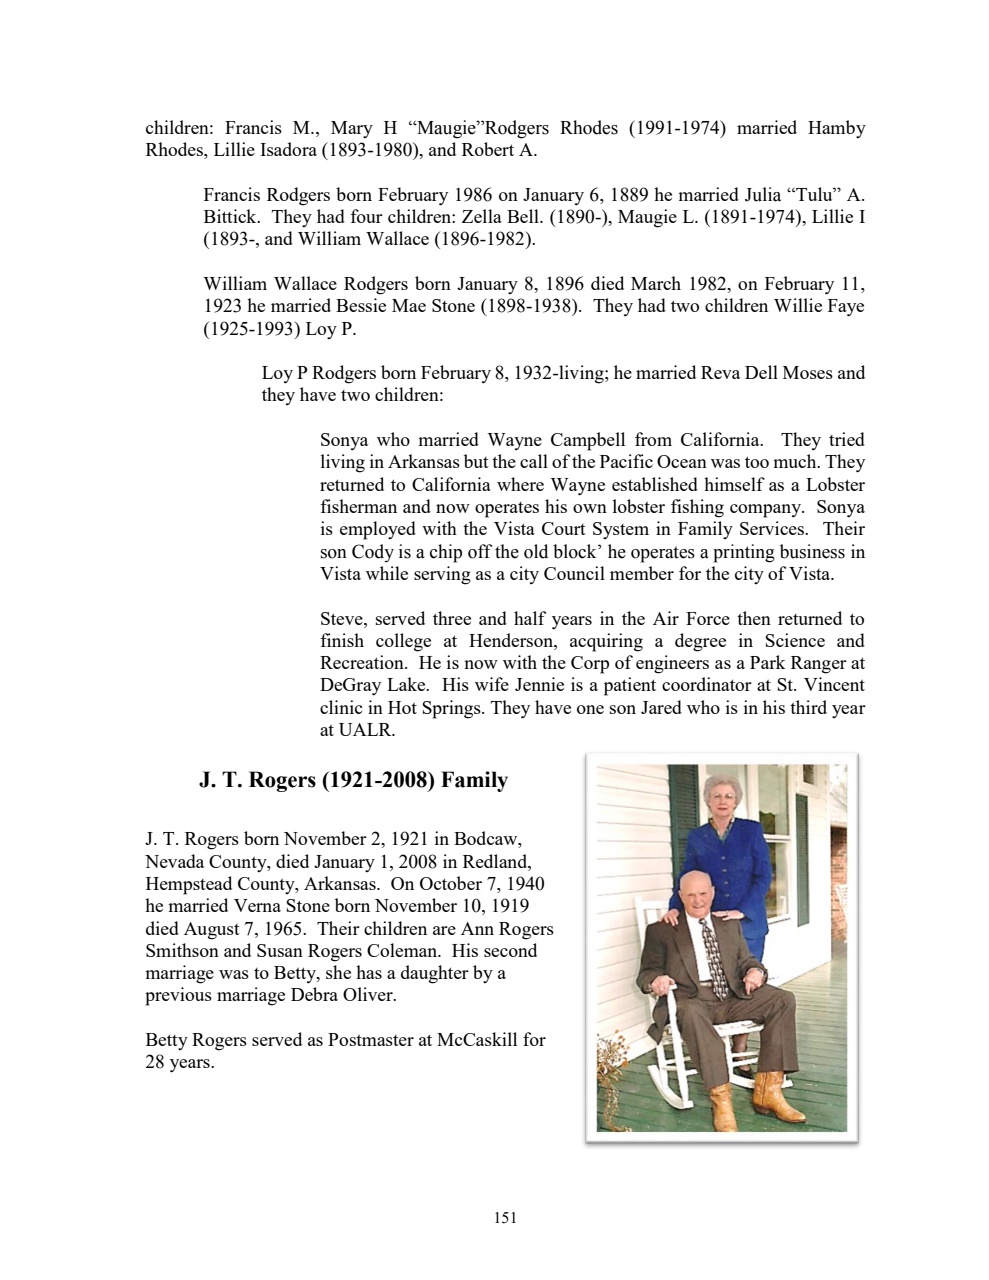 children: Francis M., Mary H “Maugie”Rodgers Rhodes (1991-1974) married Hamby
Rhodes, Lillie Isadora (1893-1980), and Robert A.
Francis Rodgers born February 1986 on January 6, 1889 he married Julia “Tulu” A.
Bittick.  They had four children: Zella Bell. (1890-), Maugie L. (1891-1974), Lillie I
(1893-, and William Wallace (1896-1982).
William Wallace Rodgers born January 8, 1896 died March 1982, on February 11,
1923 he married Bessie Mae Stone (1898-1938).  They had two children Willie Faye
(1925-1993) Loy P.
Loy P Rodgers born February 8, 1932-living; he married Reva Dell Moses and
they have two children:
Sonya who married Wayne Campbell from California.  They tried
living in Arkansas but the call of the Pacific Ocean was too much. They
returned to California where Wayne established himself as a Lobster
fisherman and now operates his own lobster fishing company.  Sonya
is employed with the Vista Court System in Family Services.  Their
son Cody is a chip off the old block’ he operates a printing business in
Vista while serving as a city Council member for the city of Vista.
Steve, served three and half years in the Air Force then returned to
finish college at Henderson, acquiring a degree in Science and
Recreation.  He is now with the Corp of engineers as a Park Ranger at
DeGray Lake.  His wife Jennie is a patient coordinator at St. Vincent
clinic in Hot Springs. They have one son Jared who is in his third year
at UALR.
J. T. Rogers (1921-2008) Family
J. T. Rogers born November 2, 1921 in Bodcaw,
Nevada County, died January 1, 2008 in Redland,
Hempstead County, Arkansas.  On October 7, 1940
he married Verna Stone born November 10, 1919
died August 7, 1965.  Their children are Ann Rogers
Smithson and Susan Rogers Coleman.  His second
marriage was to Betty, she has a daughter by a
previous marriage Debra Oliver.
Betty Rogers served as Postmaster at McCaskill for
28 years.
151